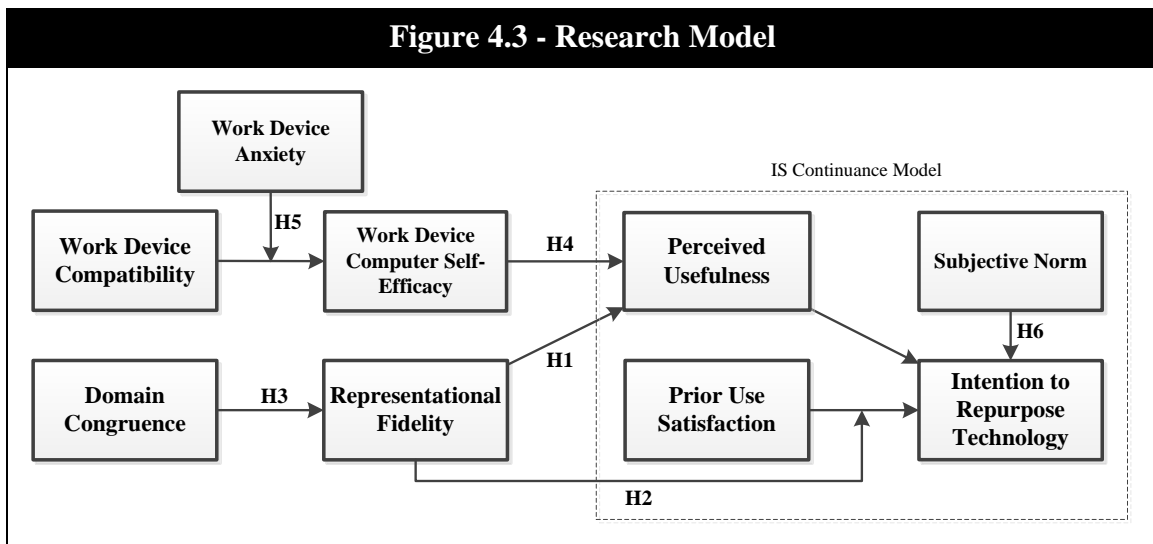 Figure 4.3 - Research Model
Work Device
Anxiety
IS Continuance Model
H5
Work Device
Compatibility
Work Device
Computer Self-
Efficacy
H4
Perceived
Usefulness
Subjective Norm
H6
H1
Domain
Congruence
H3
Representational
Fidelity
Prior Use
Satisfaction
Intention to
Repurpose
Technology
H2